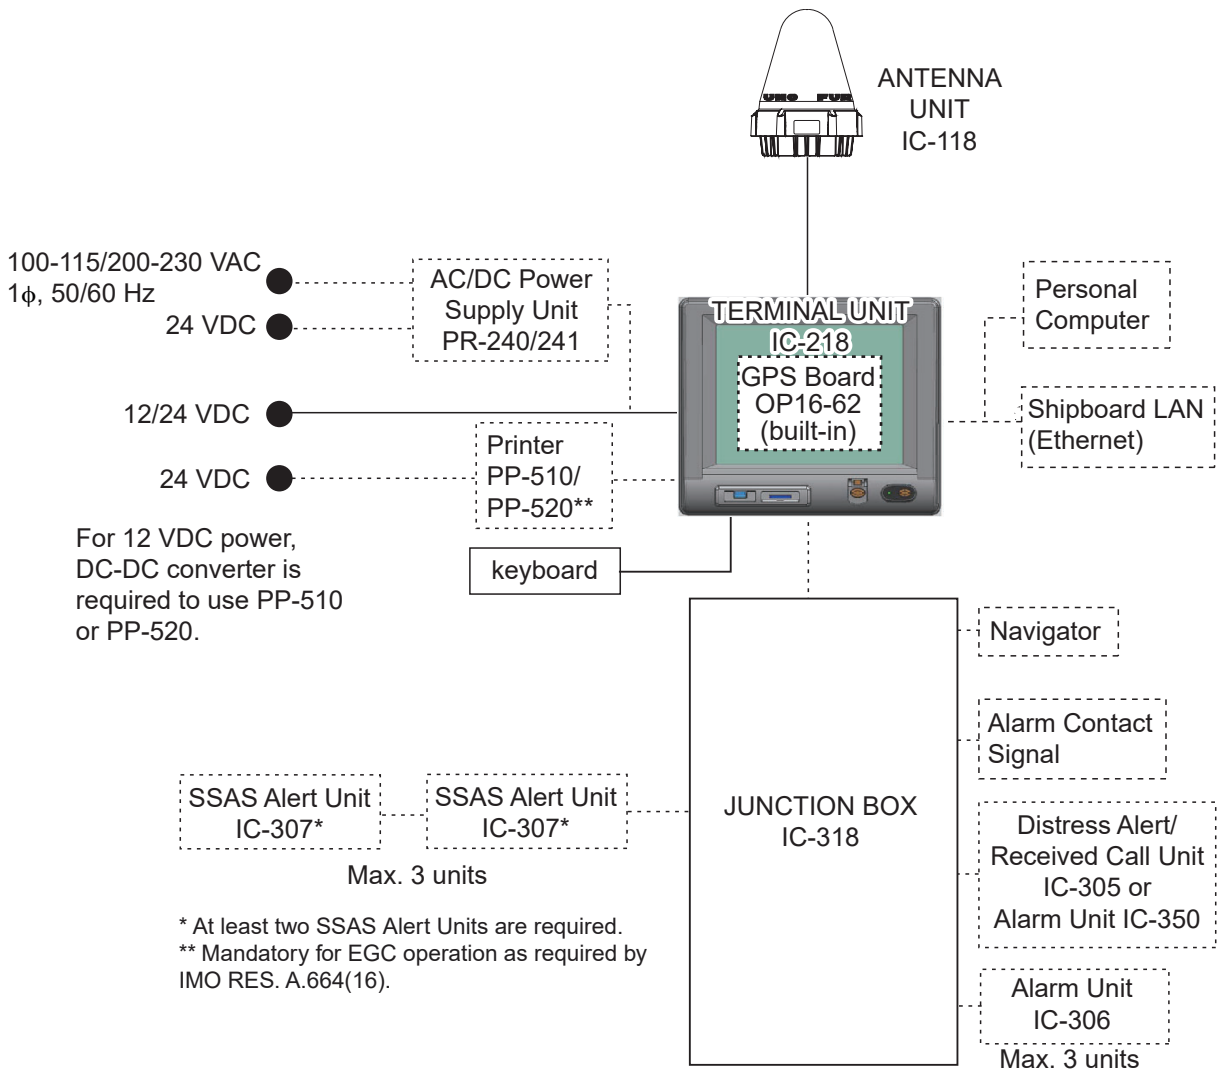 UNO FUR
ANTENNA
UNIT
IC-118
100-115/200-230 VAC
1ϕ, 50/60 Hz
24 VDC
AC/DC Power
Supply Unit
PR-240/241
TERMINAL UNIT
IC-218
GPS Board
OP16-62
(built-in)
Personal
Computer
Shipboard LAN
(Ethernet)
12/24 VDC
24 VDC
Printer
PP-510/
PP-520**
For 12 VDC power,
DC-DC converter is
required to use PP-510
or PP-520.
keyboard
Navigator
Alarm Contact
Signal
SSAS Alert Unit
IC-307*
SSAS Alert Unit
IC-307*
Max. 3 units
JUNCTION BOX
IC-318
Distress Alert/
Received Call Unit
IC-305 or
Alarm Unit IC-350
* At least two SSAS Alert Units are required.
** Mandatory for EGC operation as required by
IMO RES. A.664(16).
Alarm Unit
IC-306
Max. 3 units